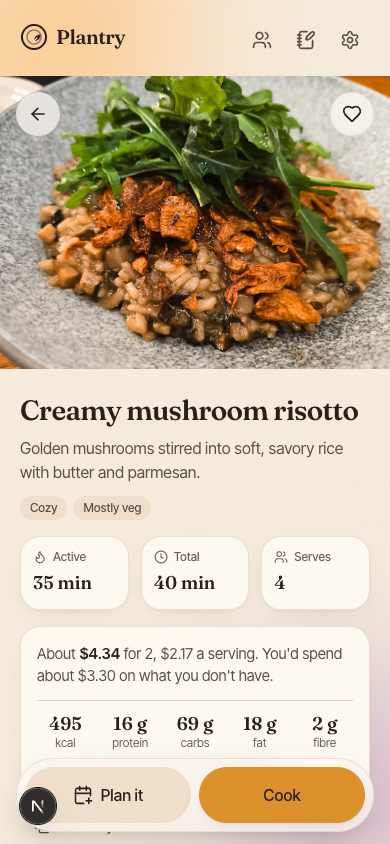 Plantry
Creamy mushroom risotto
Golden mushrooms stirred into soft, savory rice
with butter and parmesan.
Cozy
Mostly veg
Active
35 min
Total
40 min
Serves
4
About $4.34 for 2, $2.17 a serving. You'd spend
about $3.30 on what you don't have.
495
kcal
16 g
protein
69 g
carbs
18 g
fat
2 g
fibre
Plan it
Cook
N